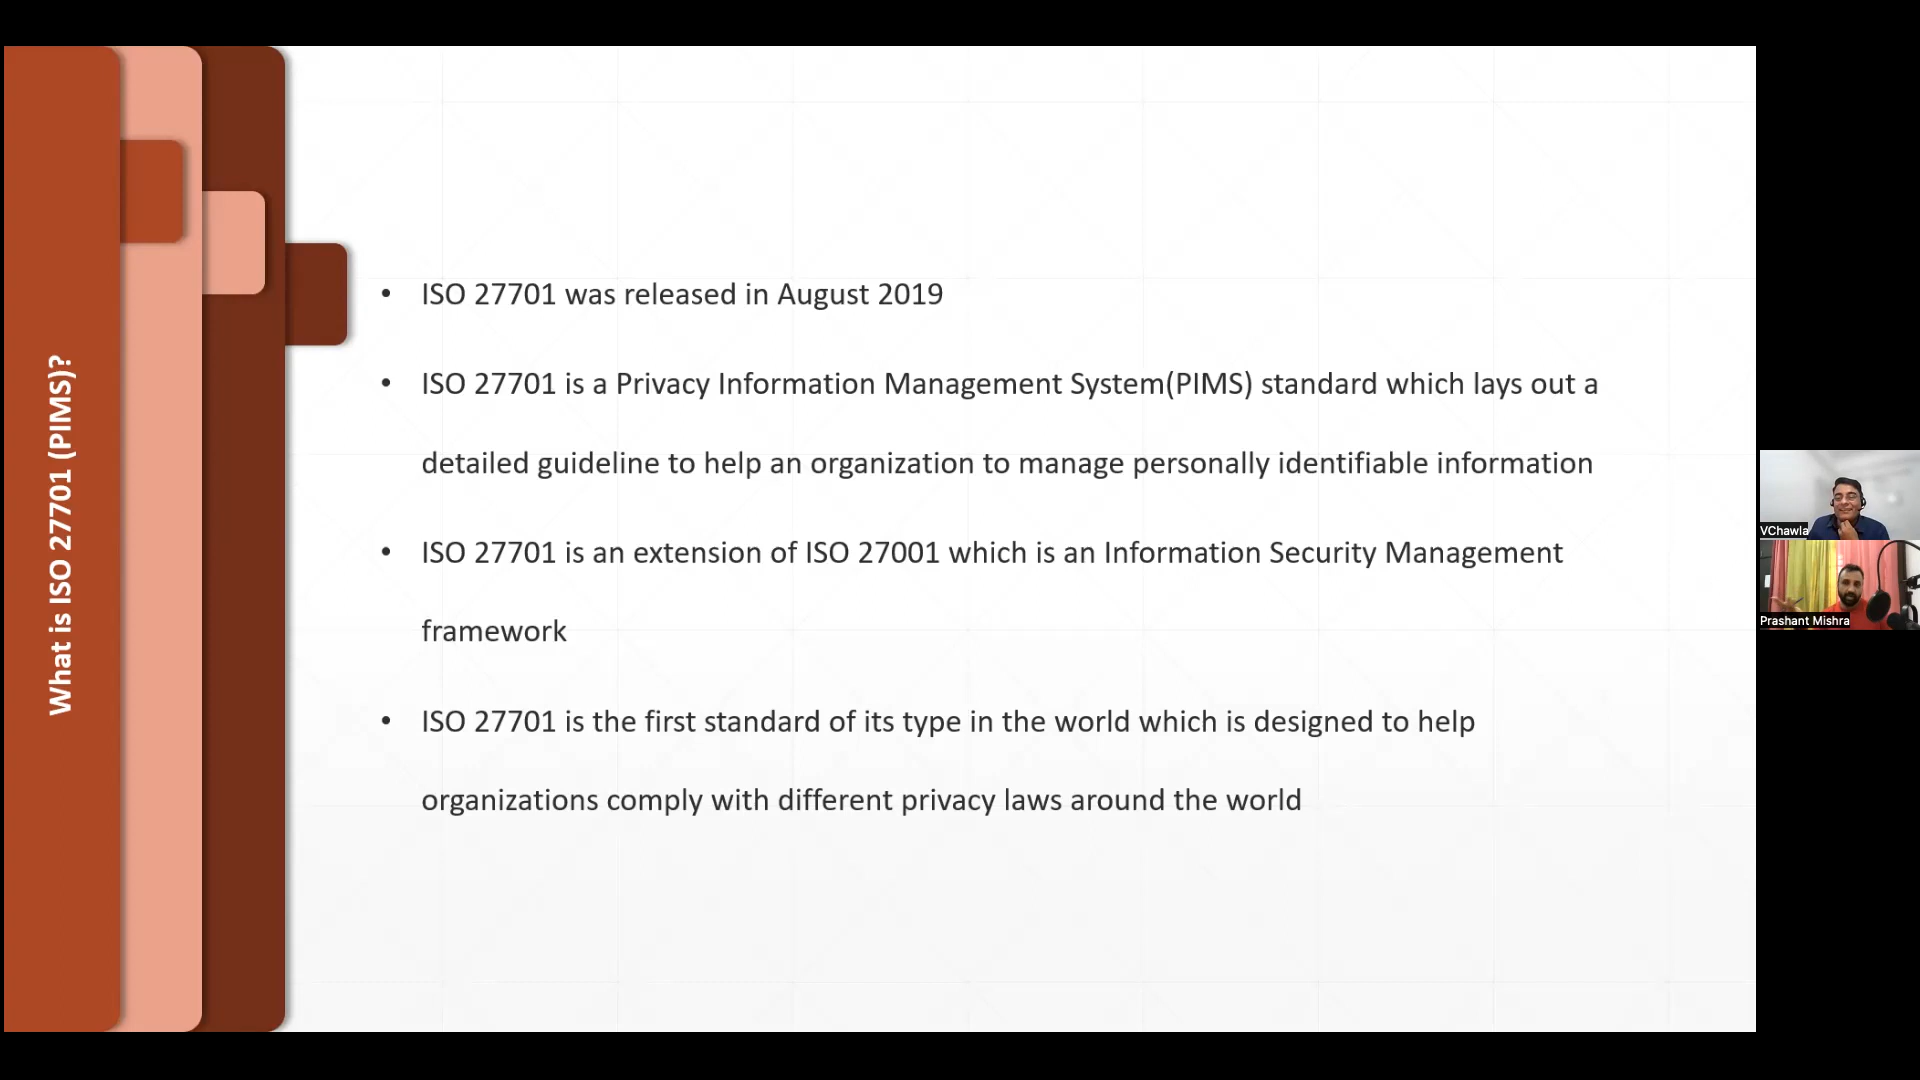 What is ISO 27701 (PIMS)?
• ISO 27701 was released in August 2019
• ISO 27701 is a Privacy Information Management System(PIMS) standard which lays out a
detailed guideline to help an organization to manage personally identifiable information
• ISO 27701 is an extension of ISO 27001 which is an Information Security Management
framework
• ISO 27701 is the first standard of its type in the world which is designed to help
organizations comply with different privacy laws around the world
VChawla
Prashant Mishra